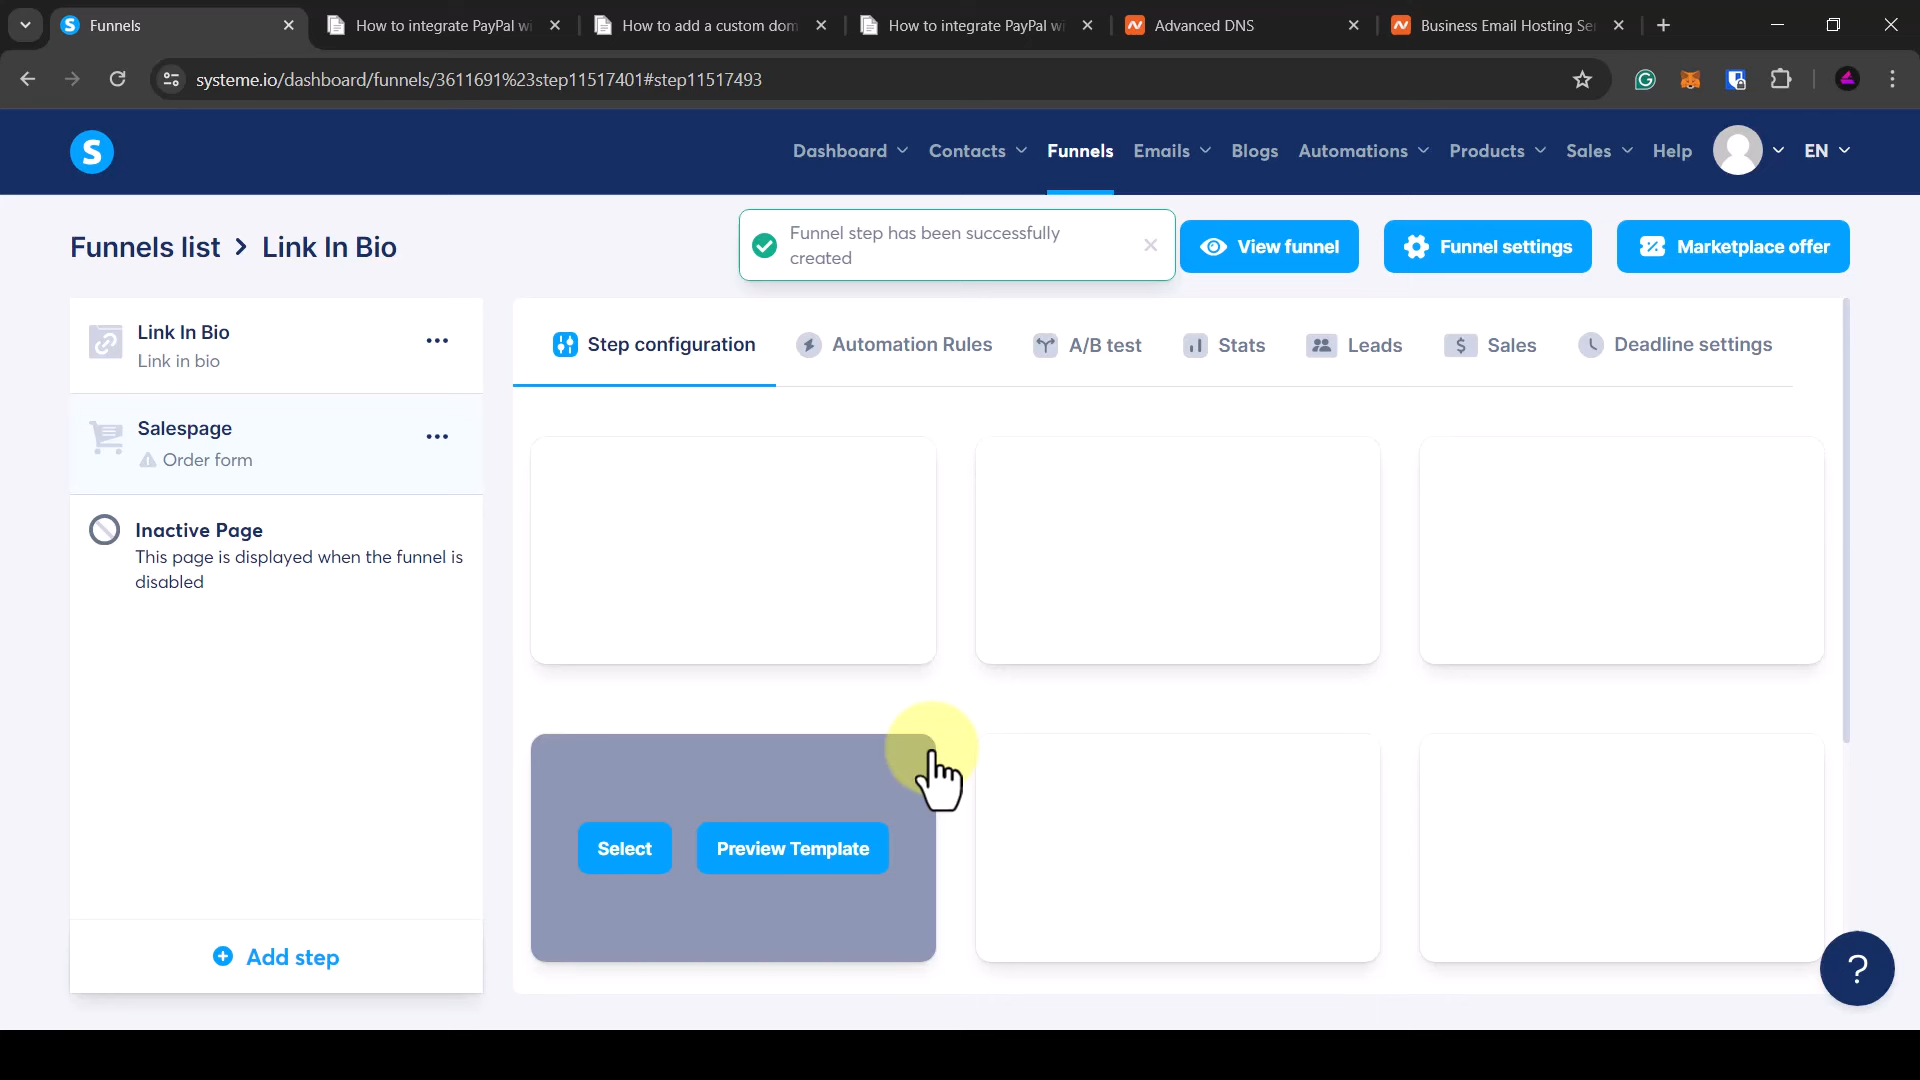 Funnels
How to integrate PayPal wi
How to add a custom dom
How to integrate PayPal wi
Advanced DNS
Business Email Hosting Se
systeme.io/dashboard/funnels/3611691%23step11517401#step11517493
S
Dashboard
Contacts
Funnels
Emails
Blogs
Automations
Products
Sales
Help
EN
Funnels list > Link In Bio
Funnel step has been successfully
created
View funnel
Funnel settings
Marketplace offer
Link In Bio
Link in bio
Salespage
Order form
Inactive Page
This page is displayed when the funnel is
disabled
Add step
Step configuration
Automation Rules
A/B test
Stats
Leads
Sales
Deadline settings
Select
Preview Template
?